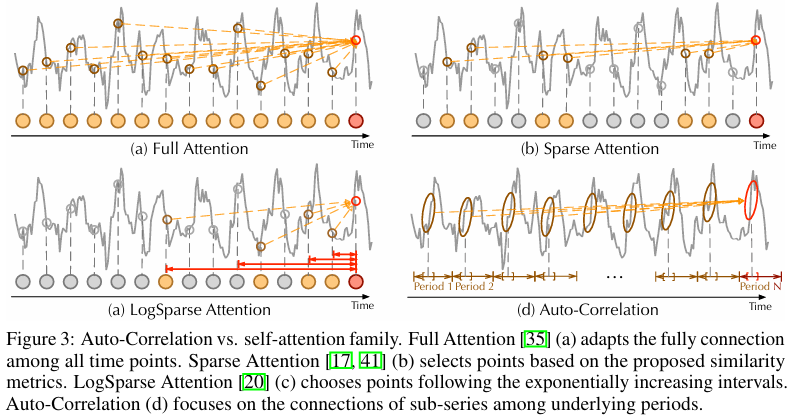 Time
Time
(a) Full Attention
(b) Sparse Attention
Time
Period 1 Period 2
...
Period N
Time
(a) LogSparse Attention
(d) Auto-Correlation
Figure 3: Auto-Correlation vs. self-attention family. Full Attention [35] (a) adapts the fully connection
among all time points. Sparse Attention [17, 41] (b) selects points based on the proposed similarity
metrics. LogSparse Attention [20] (c) chooses points following the exponentially increasing intervals.
Auto-Correlation (d) focuses on the connections of sub-series among underlying periods.